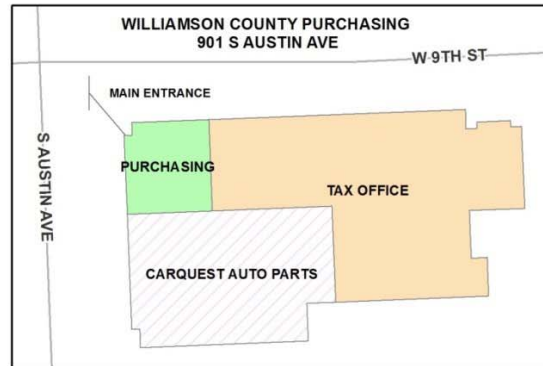 WILLIAMSON COUNTY PURCHASING
901 S AUSTIN AVE
W 9TH ST
MAIN ENTRANCE
S AUSTIN AVE
PURCHASING
TAX OFFICE
CARQUEST AUTO PARTS